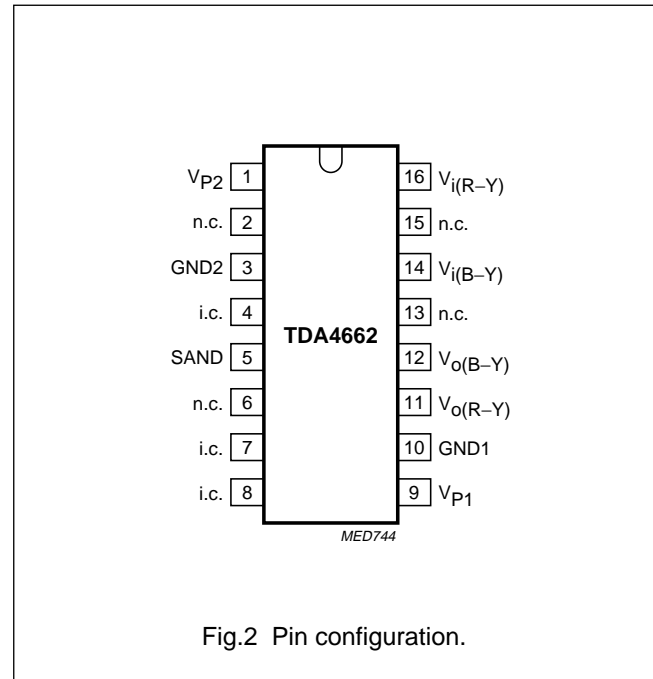 VP2 1 16 Vi(R−Y)
n.c. 2 15 n.c.
GND2 3 14 Vi(B−Y)
i.c. 4 13 n.c.
TDA4662
SAND 5 12 Vo(B−Y)
n.c. 6 11 Vo(R−Y)
i.c. 7 10 GND1
i.c. 8 9 VP1
MED744
Fig.2 Pin configuration.